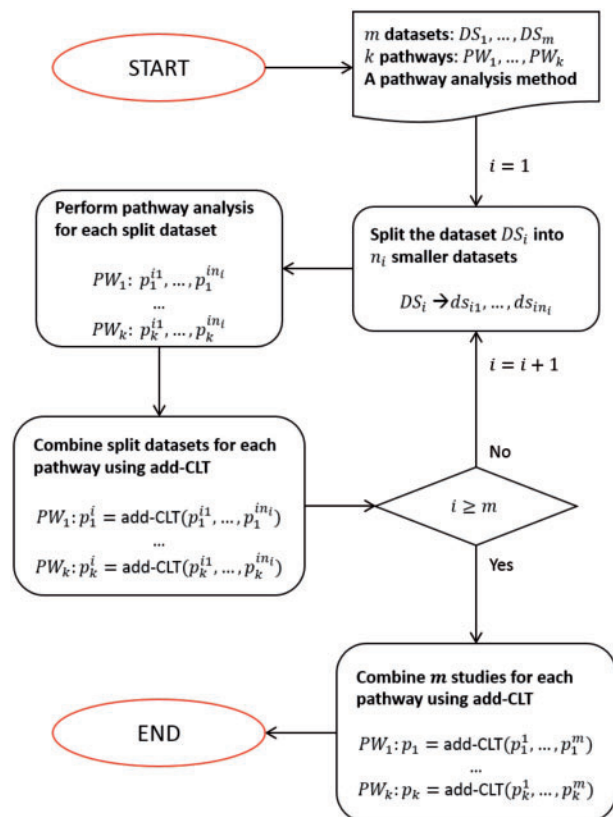 START
m datasets: DS₁, … , DSₘ
k pathways: PW₁, … , PWₖ
A pathway analysis method
i = 1
Split the dataset DSᵢ into
nᵢ smaller datasets
DSᵢ → dsᵢ₁, … , dsᵢₙᵢ
Perform pathway analysis
for each split dataset
PW₁: p₁^{i1}, … , p₁^{inᵢ}
…
PWₖ: pₖ^{i1}, … , pₖ^{inᵢ}
Combine split datasets for each
pathway using add-CLT
PW₁: p₁^{i} = add-CLT(p₁^{i1}, … , p₁^{inᵢ})
…
PWₖ: pₖ^{i} = add-CLT(pₖ^{i1}, … , pₖ^{inᵢ})
i ≥ m
No
i = i + 1
Yes
Combine m studies for each
pathway using add-CLT
PW₁: p₁ = add-CLT(p₁^{1}, … , p₁^{m})
…
PWₖ: pₖ = add-CLT(pₖ^{1}, … , pₖ^{m})
END